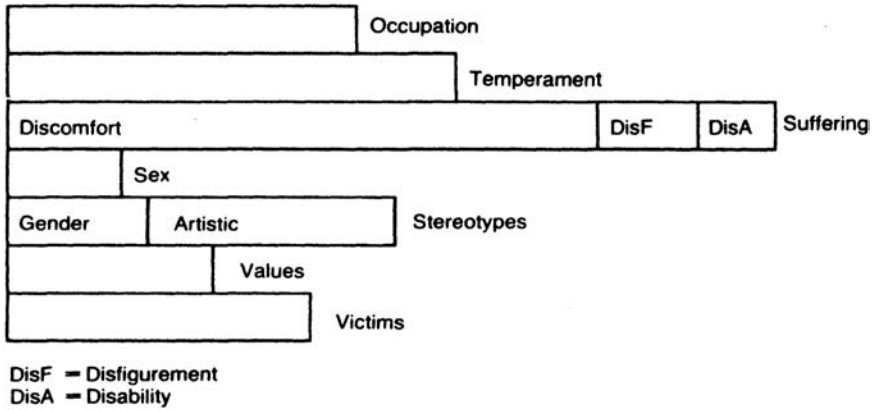 Occupation
Temperament
Discomfort DisF DisA Suffering
Sex
Gender Artistic Stereotypes
Values
Victims
DisF = Disfigurement
DisA = Disability